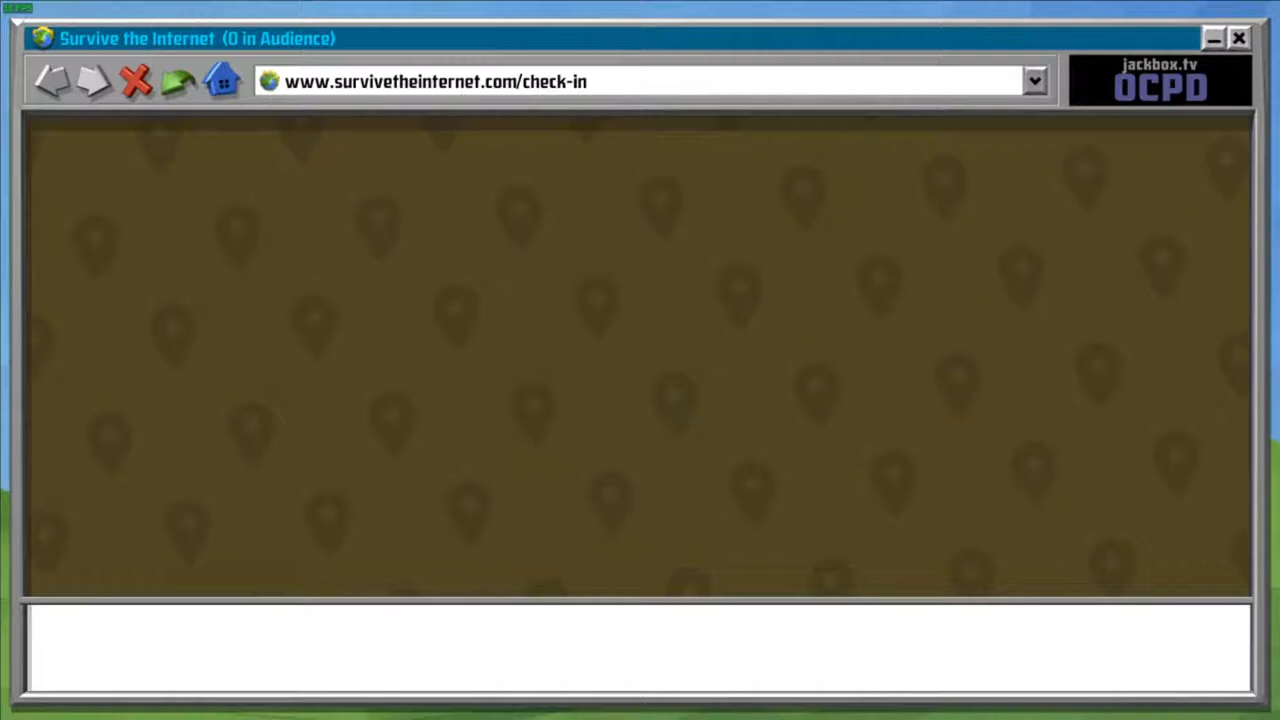 Survive the Internet (0 in Audience)
www.survivetheinternet.com/check-in
jackbox.tv
OCPD